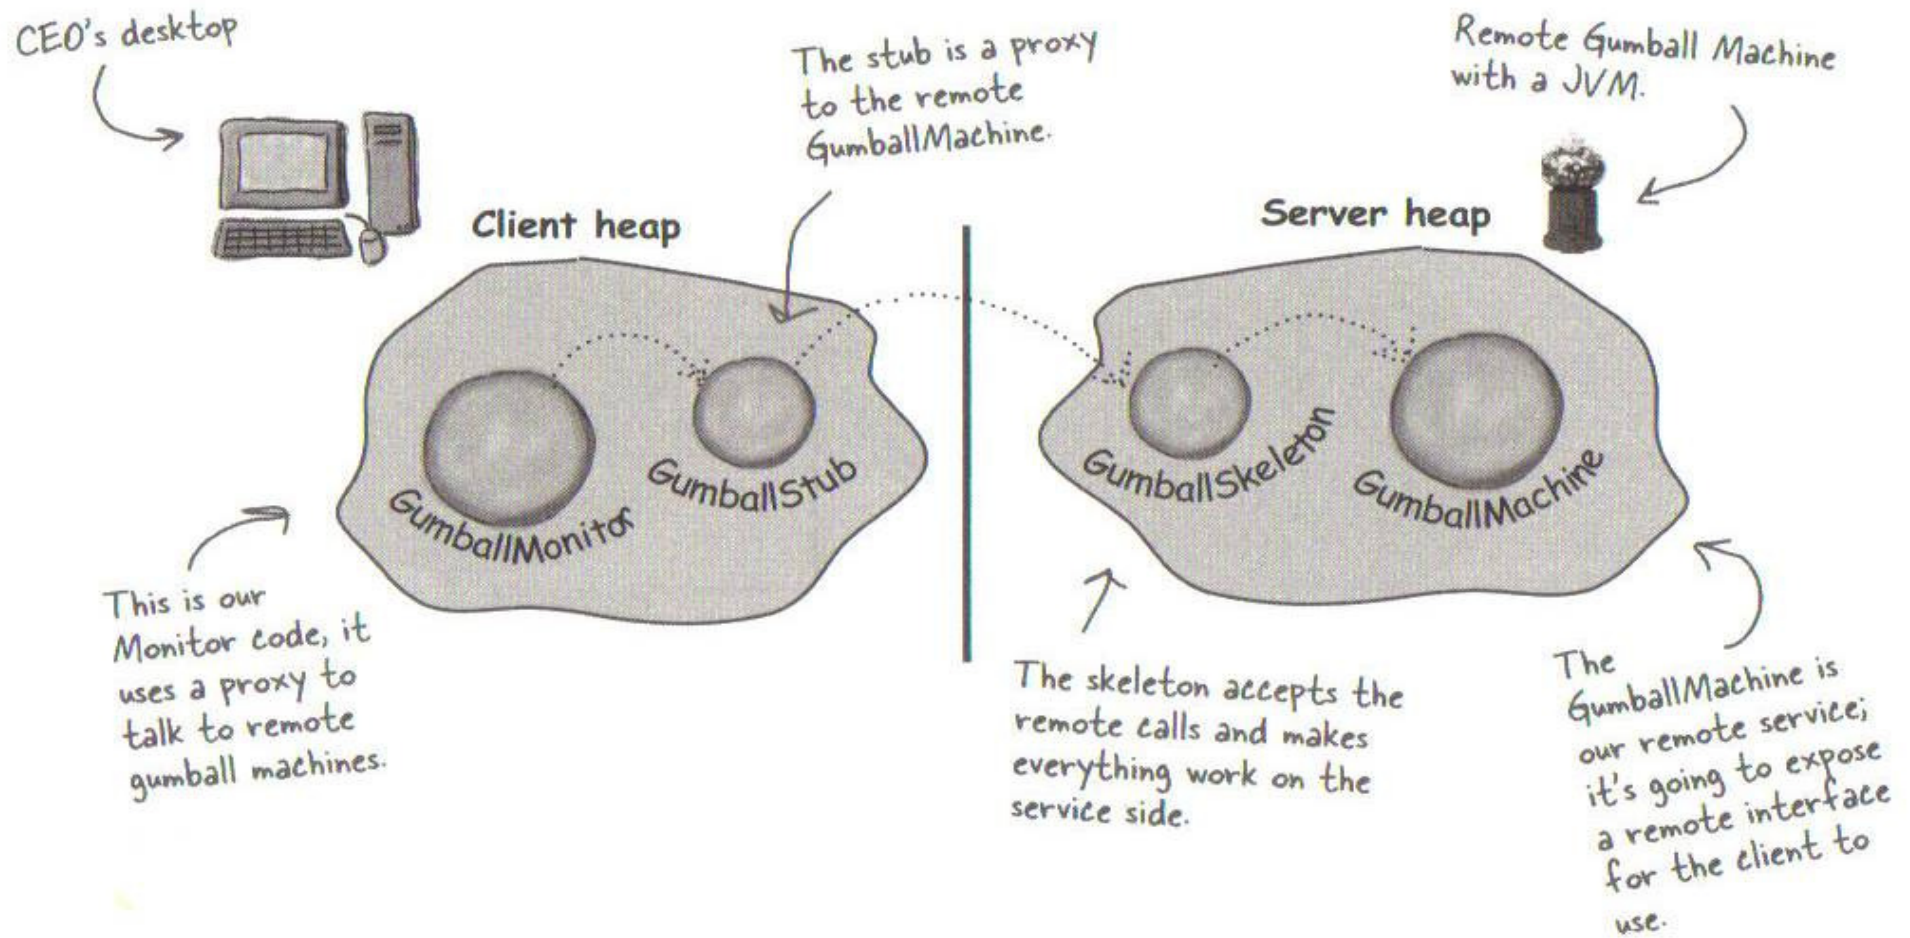 CEO's desktop
The stub is a proxy
to the remote
GumballMachine.
Remote Gumball Machine
with a JVM.
Client heap
Server heap
GumballMonitor
GumballStub
GumballSkeleton
GumballMachine
This is our
Monitor code, it
uses a proxy to
talk to remote
gumball machines.
The skeleton accepts the
remote calls and makes
everything work on the
service side.
The
GumballMachine is
our remote service;
it's going to expose
a remote interface
for the client to
use.